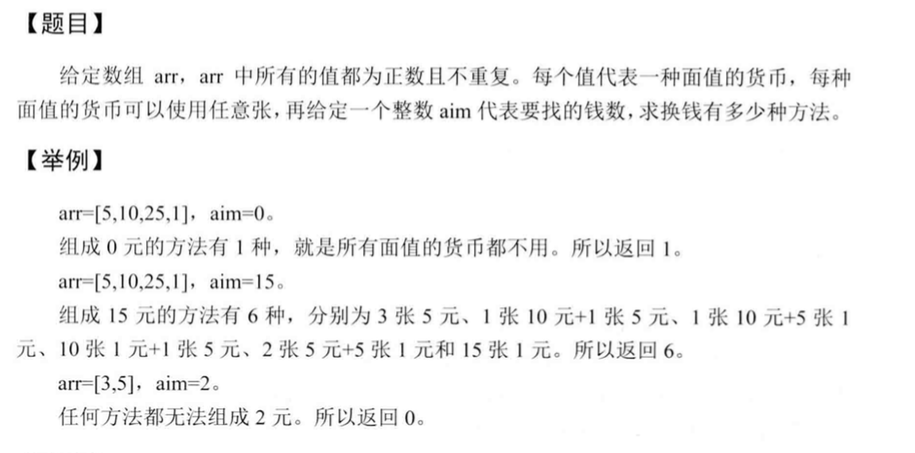 【题目】
给定数组 arr，arr 中所有的值都为正数且不重复。每个值代表一种面值的货币，每种
面值的货币可以使用任意张，再给定一个整数 aim 代表要找的钱数，求换钱有多少种方法。
【举例】
arr=[5,10,25,1]，aim=0。
组成 0 元的方法有 1 种，就是所有面值的货币都不用。所以返回 1。
arr=[5,10,25,1]，aim=15。
组成 15 元的方法有 6 种，分别为 3 张 5 元、1 张 10 元+1 张 5 元、1 张 10 元+5 张 1
元、10 张 1 元+1 张 5 元、2 张 5 元+5 张 1 元和 15 张 1 元。所以返回 6。
arr=[3,5]，aim=2。
任何方法都无法组成 2 元。所以返回 0。